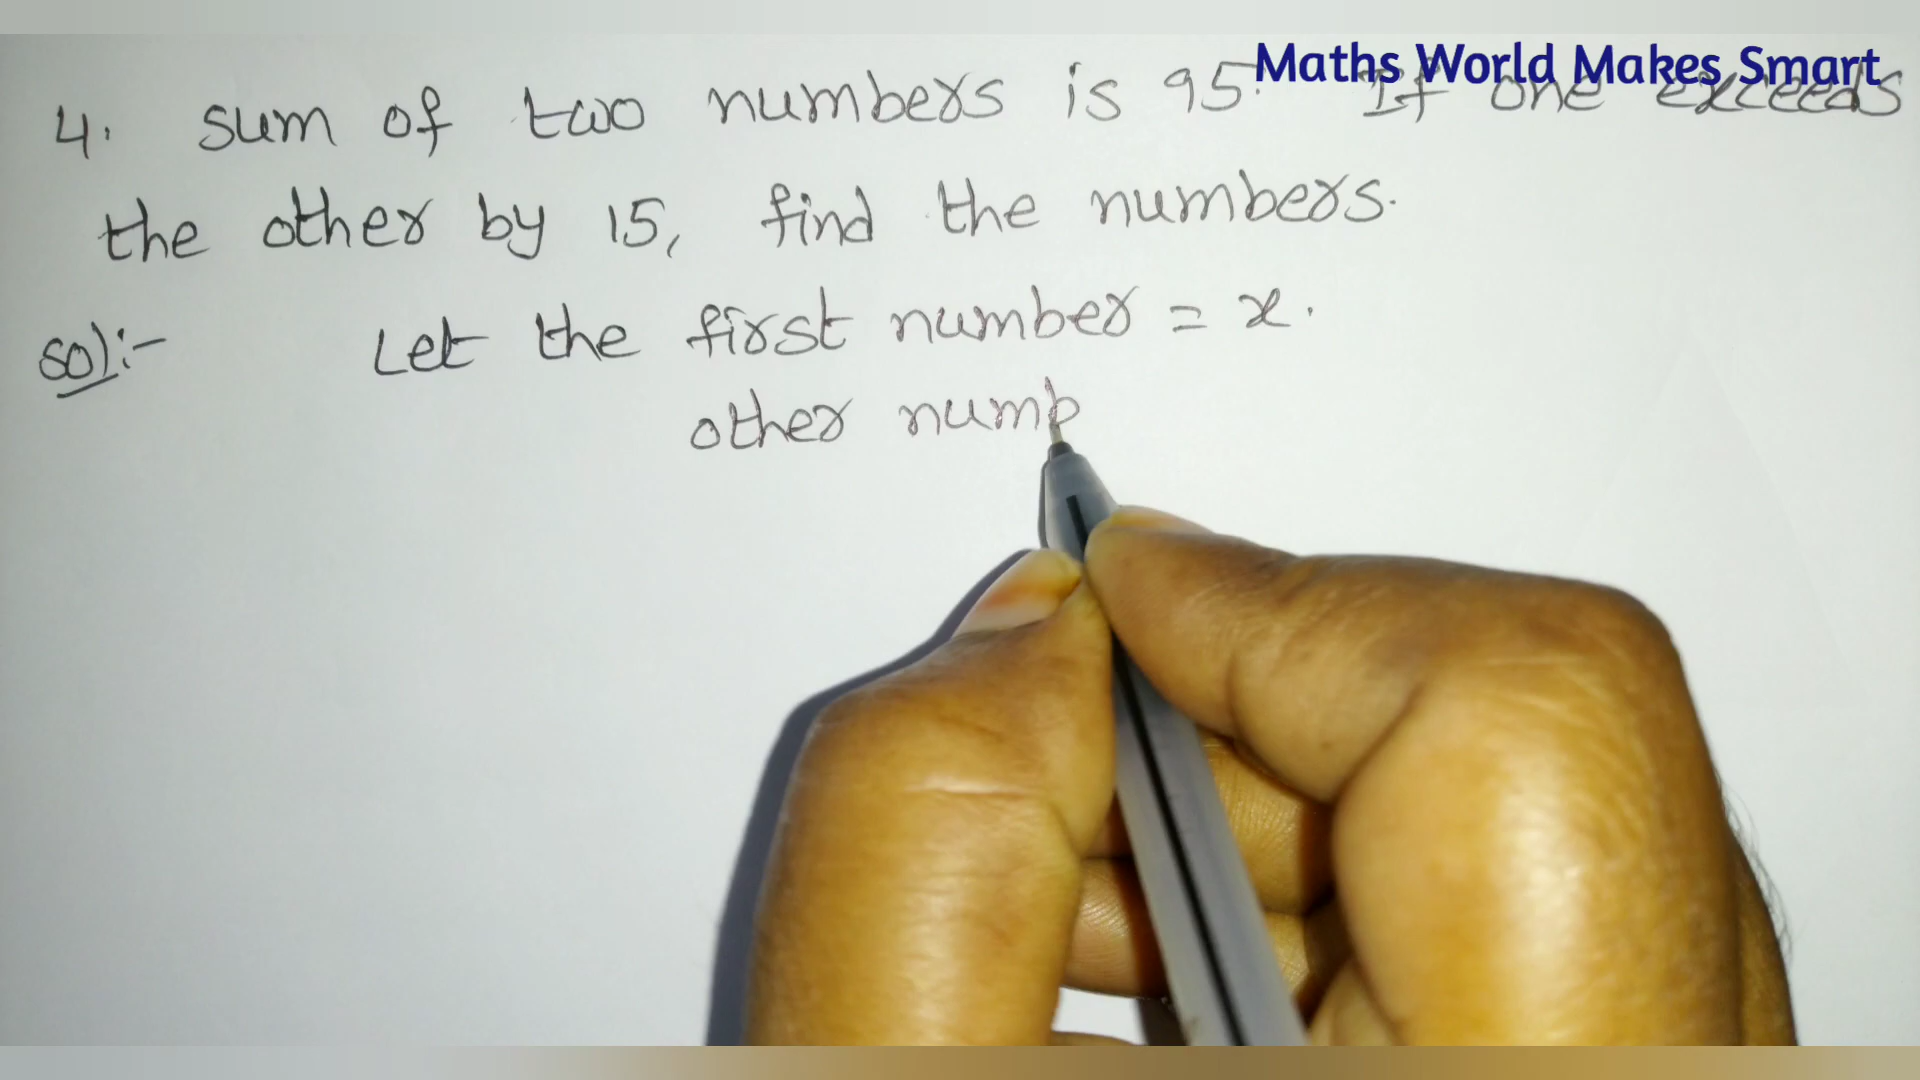 Maths World Makes Smart
4. sum of two numbers is 95. If one exceeds
the other by 15, find the numbers.
sol:- Let the first number = x.
other numb